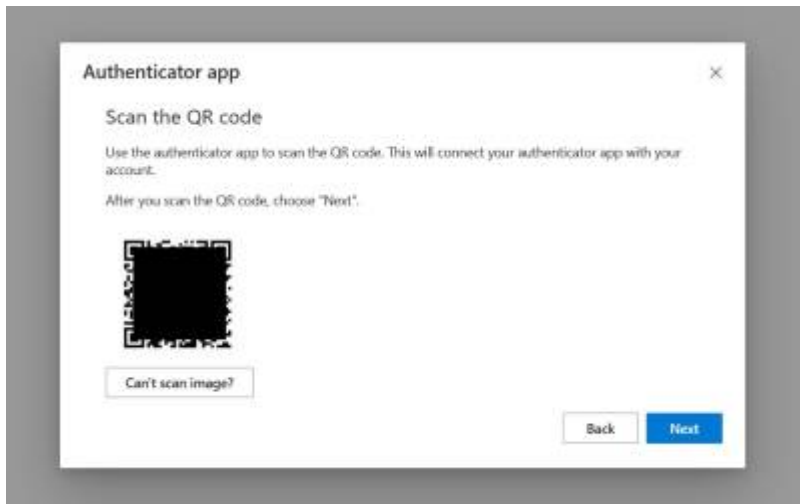 Authenticator app
Scan the QR code
Use the authenticator app to scan the QR code. This will connect your authenticator app with your
account.
After you scan the QR code, choose "Next".
Can't scan image?
Back
Next